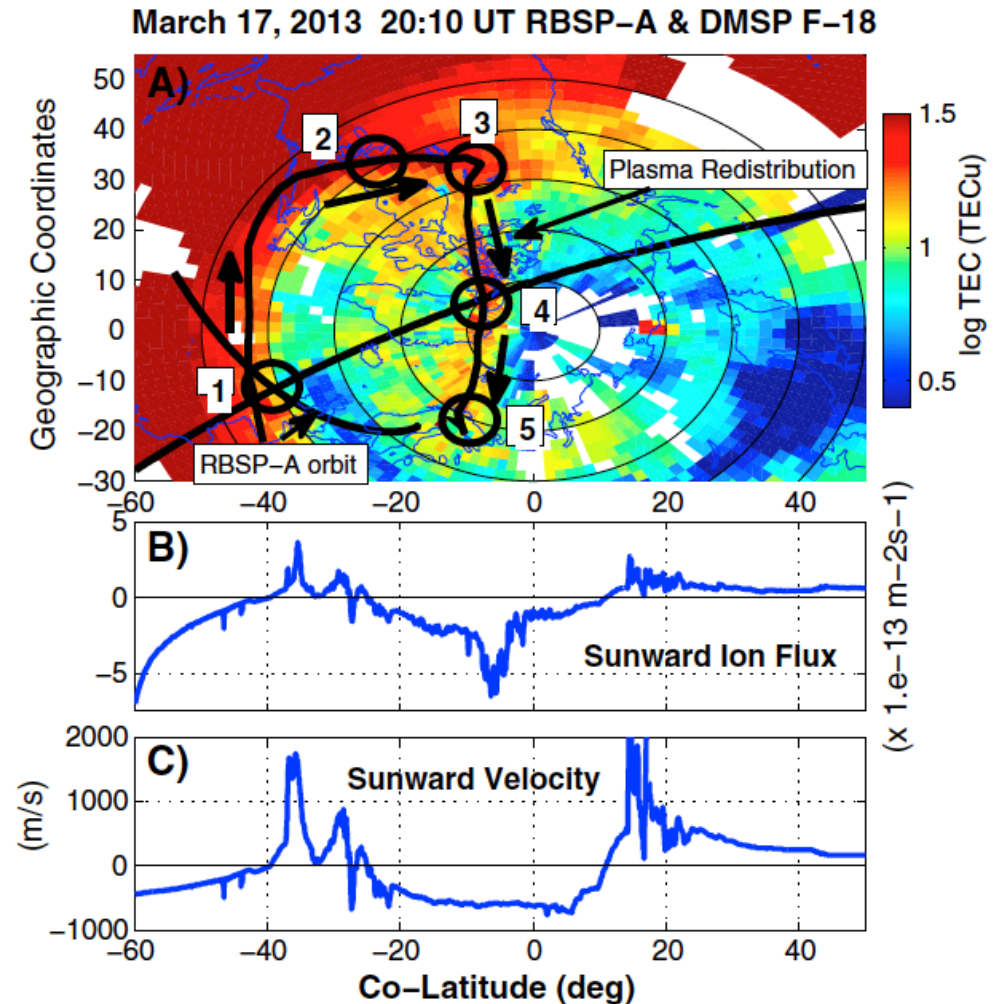 March 17, 2013  20:10 UT RBSP-A & DMSP F-18
A)
Geographic Coordinates
50
40
30
20
10
0
−10
−20
−30
1
2
3
4
5
Plasma Redistribution
RBSP-A orbit
1.5
1
0.5
log TEC (TECu)
−60 −40 −20 0 20 40
B)
5
0
−5
Sunward Ion Flux
(x 1.e−13 m−2s−1)
C)
2000
1000
0
−1000
(m/s)
Sunward Velocity
−60 −40 −20 0 20 40
Co-Latitude (deg)